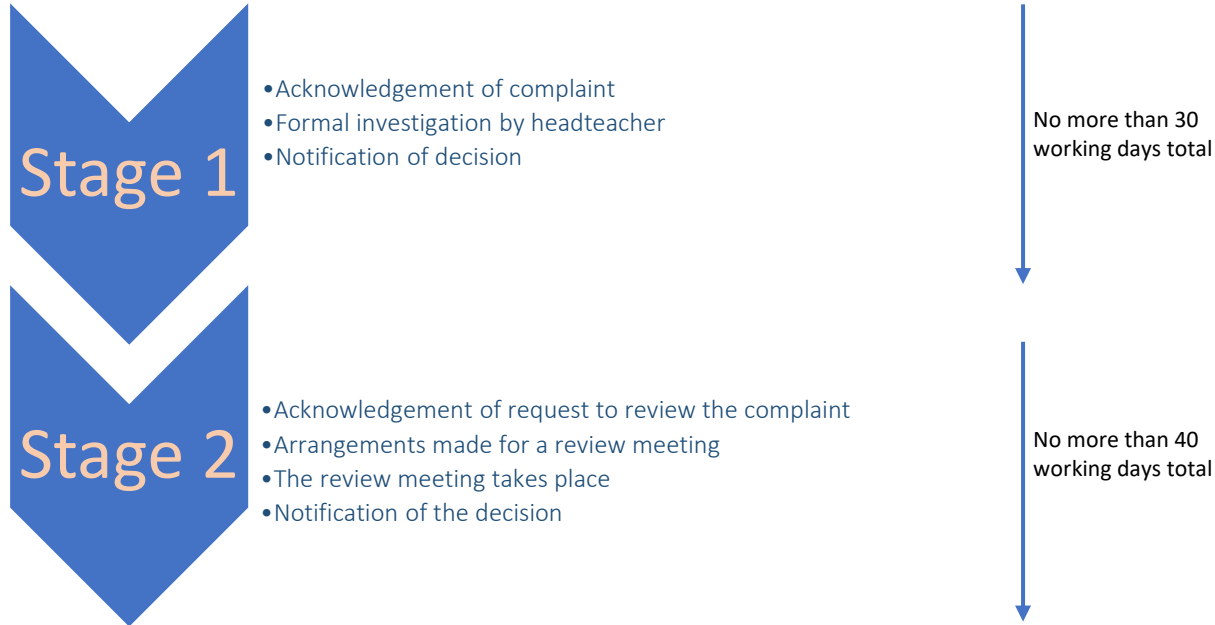 Stage 1
•Acknowledgement of complaint
•Formal investigation by headteacher
•Notification of decision
No more than 30
working days total
Stage 2
•Acknowledgement of request to review the complaint
•Arrangements made for a review meeting
•The review meeting takes place
•Notification of the decision
No more than 40
working days total